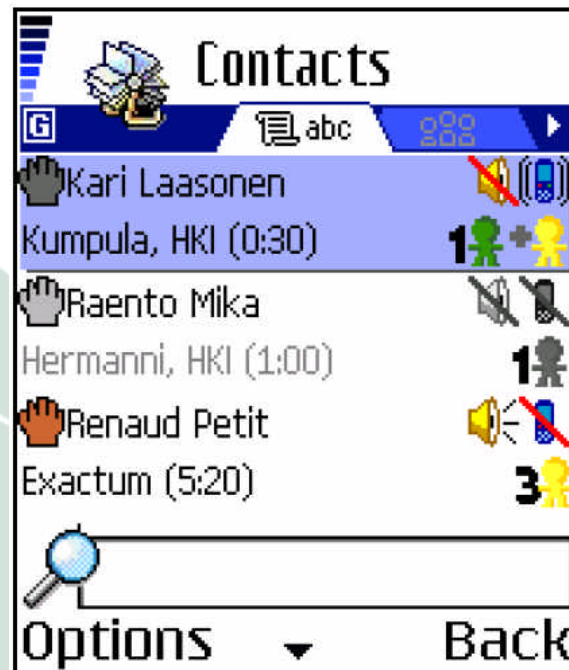 Contacts
G abc
Kari Laasonen
Kumpula, HKI (0:30) 1
Raento Mika
Hermanni, HKI (1:00) 1
Renaud Petit
Exactum (5:20) 3
Options Back